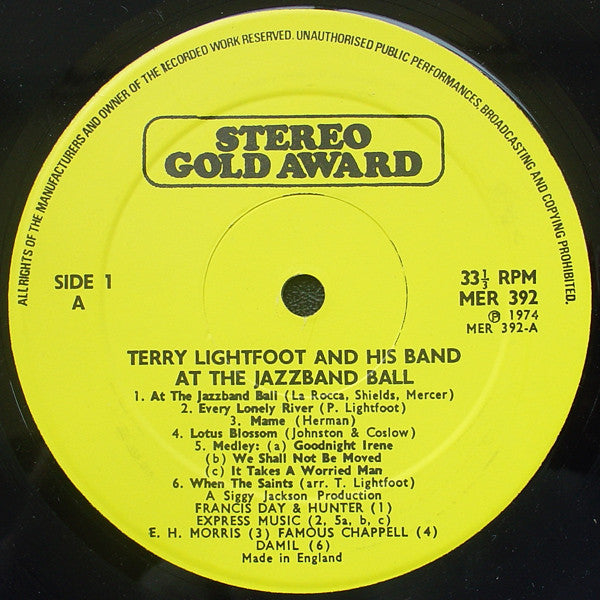 ALL RIGHTS OF THE MANUFACTURERS AND OWNER OF THE RECORDED WORK RESERVED. UNAUTHORISED PUBLIC PERFORMANCES, BROADCASTING AND COPYING PROHIBITED.
STEREO
GOLD AWARD
SIDE 1
A
33⅓ RPM
MER 392
℗ 1974
MER 392-A
TERRY LIGHTFOOT AND HIS BAND
AT THE JAZZBAND BALL
1. At The Jazzband Ball (La Rocca, Shields, Mercer)
2. Every Lonely River (P. Lightfoot)
3. Mame (Herman)
4. Lotus Blossom (Johnston & Coslow)
5. Medley: (a) Goodnight Irene
(b) We Shall Not Be Moved
(c) It Takes A Worried Man
6. When The Saints (arr. T. Lightfoot)
A Siggy Jackson Production
FRANCIS DAY & HUNTER (1)
EXPRESS MUSIC (2, 5a, b, c)
E. H. MORRIS (3) FAMOUS CHAPPELL (4)
DAMIL (6)
Made in England